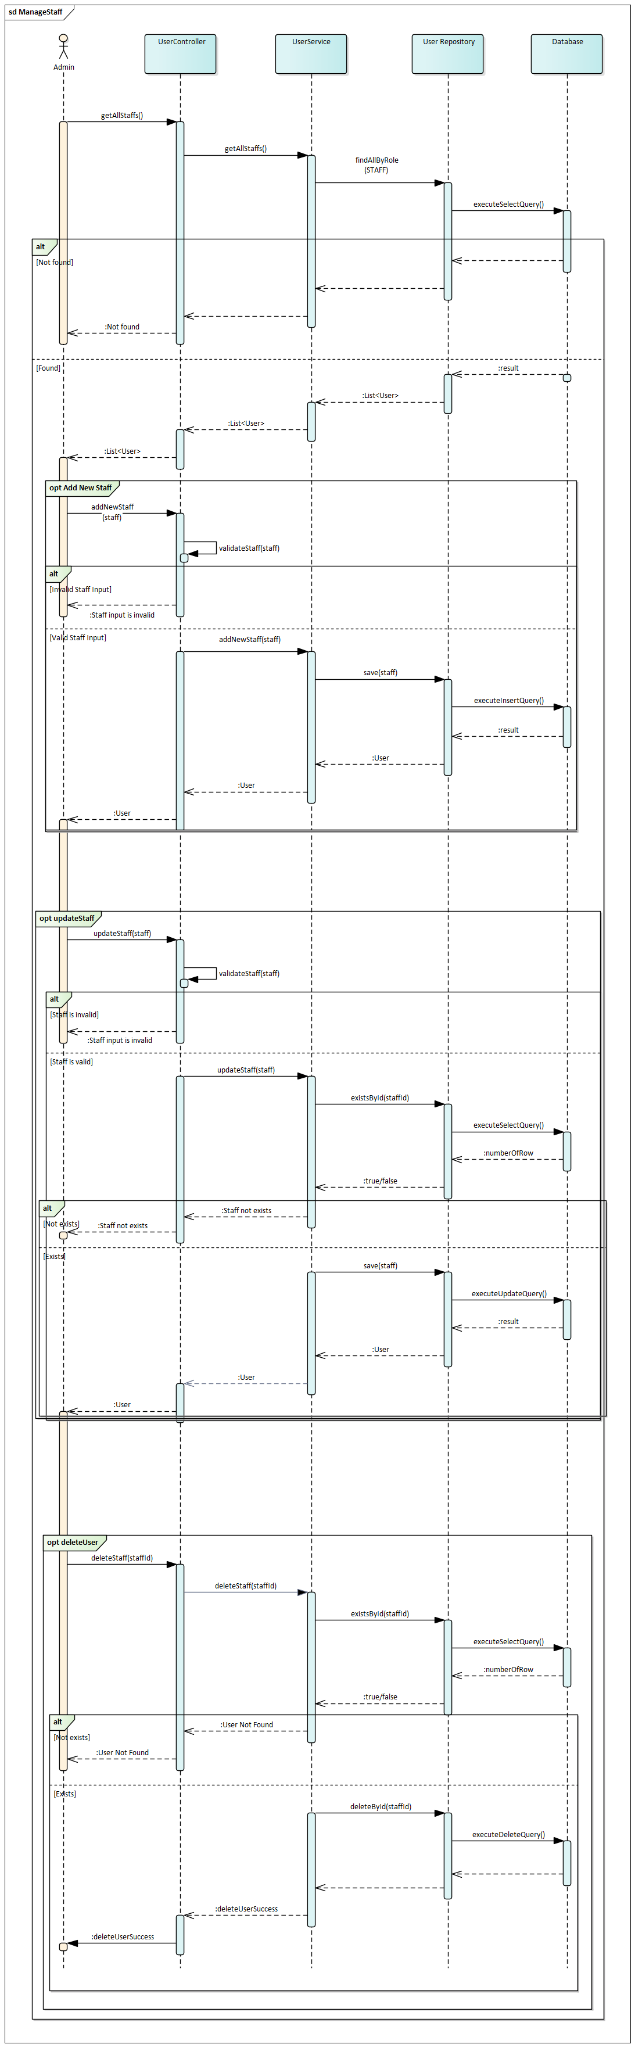 sd ManageStaff
UserController
UserService
User Repository
Database
Admin
getAllStaffs()
getAllStaffs()
findAllByRole
(STAFF)
executeSelectQuery()
alt
[Not found]
:Not found
[Found]
:result
:List<User>
:List<User>
:List<User>
opt Add New Staff
addNewStaff
(staff)
validateStaff(staff)
alt
[Invalid Staff Input]
:Staff input is invalid
[Valid Staff Input]
addNewStaff(staff)
save(staff)
executeInsertQuery()
:result
:User
:User
:User
opt updateStaff
updateStaff(staff)
validateStaff(staff)
alt
[Staff is invalid]
:Staff input is invalid
[Staff is valid]
updateStaff(staff)
existsById(staffId)
executeSelectQuery()
:numberOfRow
:true/false
alt
:Staff not exists
[Not exists]
:Staff not exists
[Exists]
save(staff)
executeUpdateQuery()
:result
:User
:User
:User
opt deleteUser
deleteStaff(staffId)
deleteStaff(staffId)
existsById(staffId)
executeSelectQuery()
:numberOfRow
:true/false
alt
:User Not Found
[Not exists]
:User Not Found
[Exists]
deleteById(staffId)
executeDeleteQuery()
:deleteUserSuccess
:deleteUserSuccess